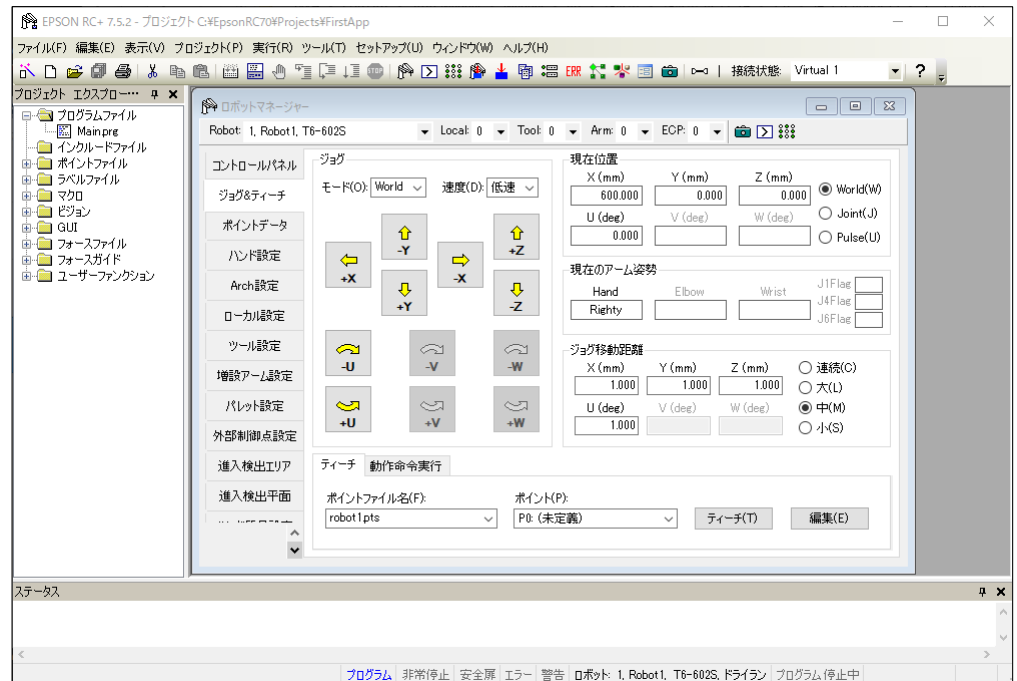 EPSON RC+ 7.5.2 - プロジェクト C:¥EpsonRC70¥Projects¥FirstApp
ファイル(F) 編集(E) 表示(V) プロジェクト(P) 実行(R) ツール(T) セットアップ(U) ウィンドウ(W) ヘルプ(H)
STOP ERR 接続状態: Virtual 1 ?
プロジェクト エクスプロー…
プログラムファイル
Main.prg
インクルードファイル
ポイントファイル
ラベルファイル
マクロ
ビジョン
GUI
フォースファイル
フォースガイド
ユーザーファンクション
ロボットマネージャー
Robot: 1, Robot1, T6-602S Local: 0 Tool: 0 Arm: 0 ECP: 0
コントロールパネル
ジョグ&ティーチ
ポイントデータ
ハンド設定
Arch設定
ローカル設定
ツール設定
増設アーム設定
パレット設定
外部制御点設定
進入検出エリア
進入検出平面
ジョグ
モード(O): World 速度(D): 低速
-Y +Z
+X -X
+Y -Z
-U -V -W
+U +V +W
現在位置
X (mm) Y (mm) Z (mm)
600.000 0.000 0.000
U (deg) V (deg) W (deg)
0.000
World(W)
Joint(J)
Pulse(U)
現在のアーム姿勢
Hand Elbow Wrist
Righty
J1Flag
J4Flag
J6Flag
ジョグ移動距離
X (mm) Y (mm) Z (mm)
1.000 1.000 1.000
U (deg) V (deg) W (deg)
1.000
連続(C)
大(L)
中(M)
小(S)
ティーチ 動作命令実行
ポイントファイル名(F): ポイント(P):
robot1.pts P0: (未定義) ティーチ(T) 編集(E)
ステータス
プログラム 非常停止 安全扉 エラー 警告 ロボット: 1, Robot1, T6-602S, ドライラン プログラム停止中